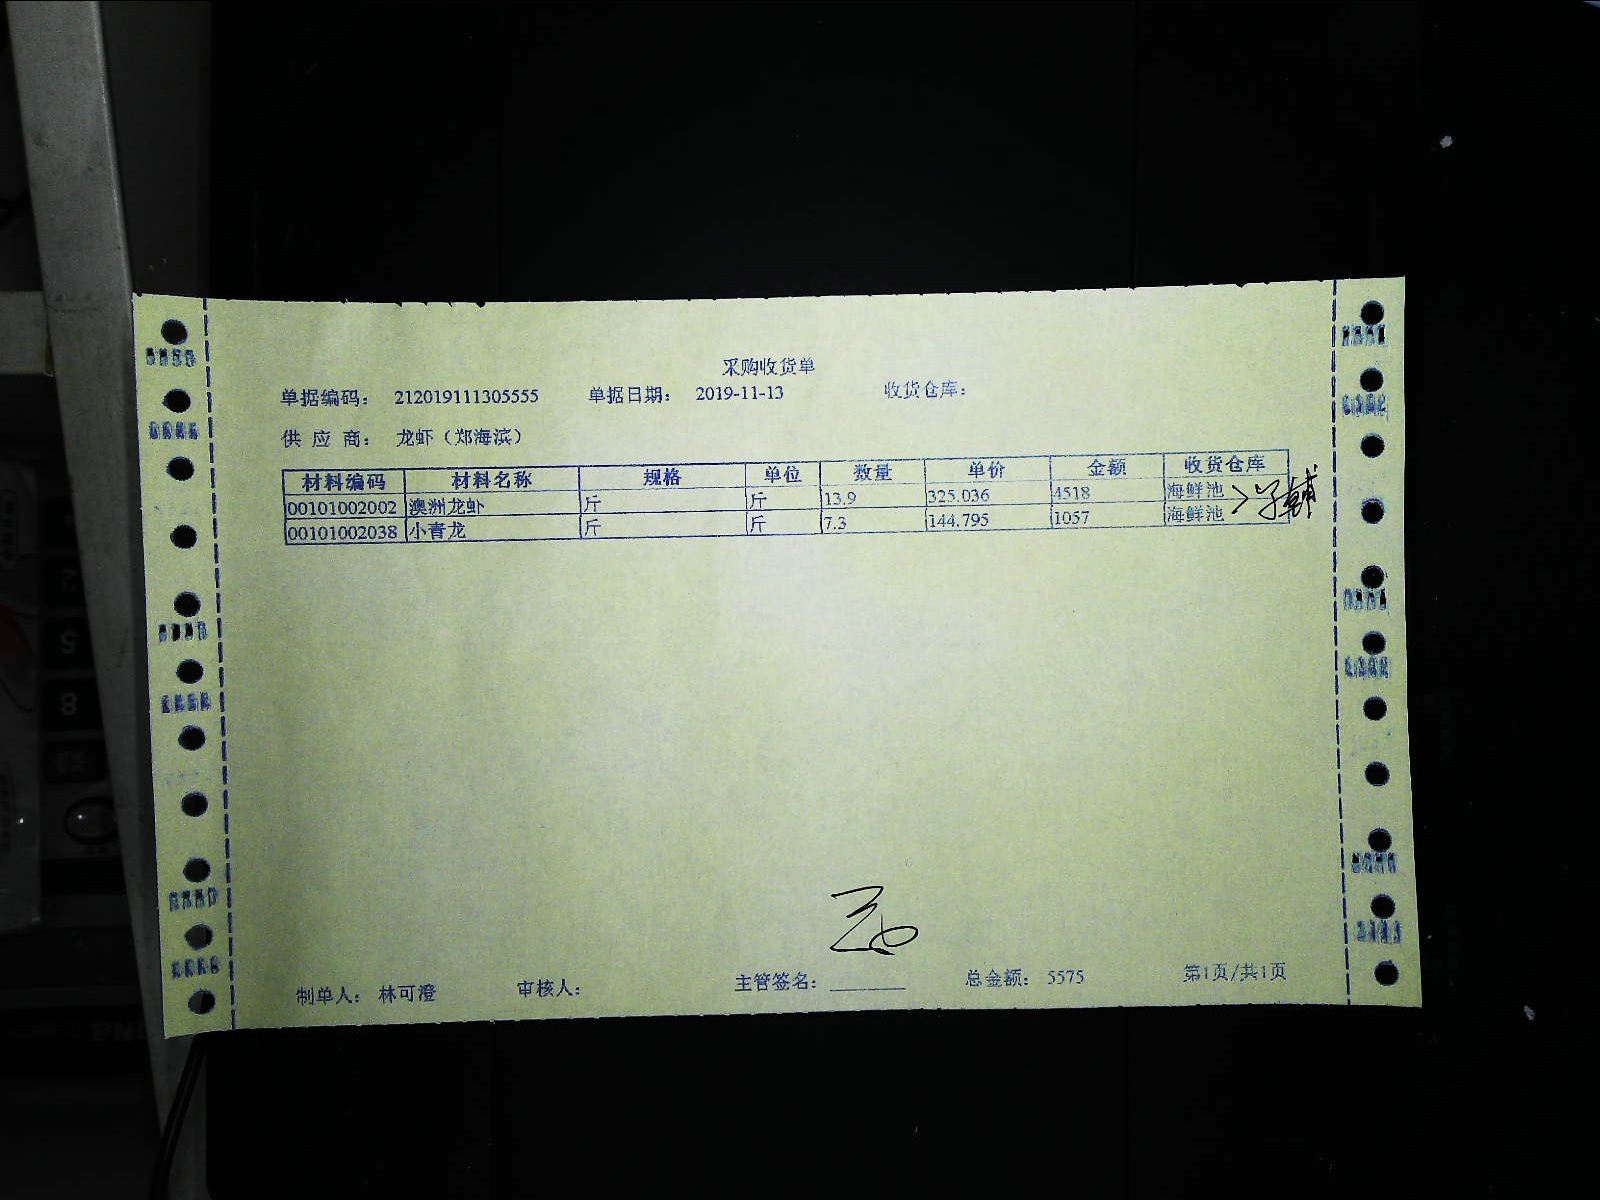 采购收货单
单据编码: 212019111305555 单据日期: 2019-11-13 收货仓库:
供 应 商: 龙虾（郑海滨）
材料编码 材料名称 规格 单位 数量 单价 金额 收货仓库
00101002002 澳洲龙虾 斤 斤 13.9 325.036 4518 海鲜池
00101002038 小青龙 斤 斤 7.3 144.795 1057 海鲜池
制单人: 林可澄 审核人: 主管签名: 总金额: 5575 第1页/共1页